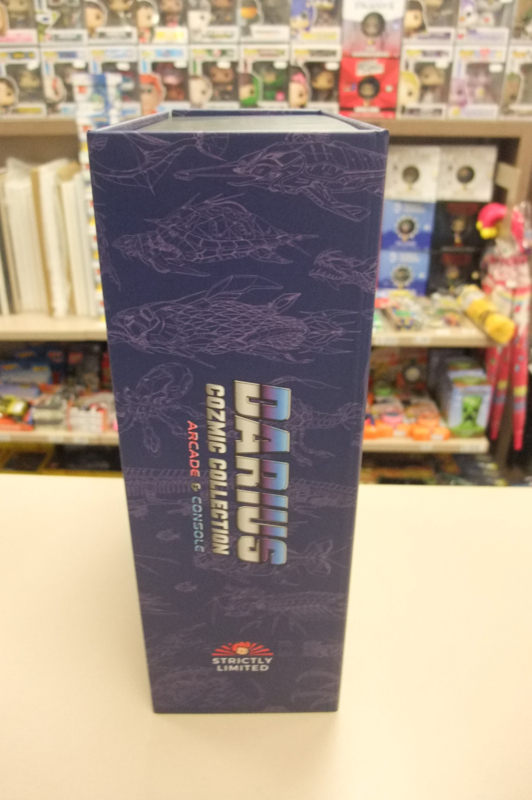 DARIUS
COZMIC COLLECTION
ARCADE & CONSOLE
STRICTLY
LIMITED